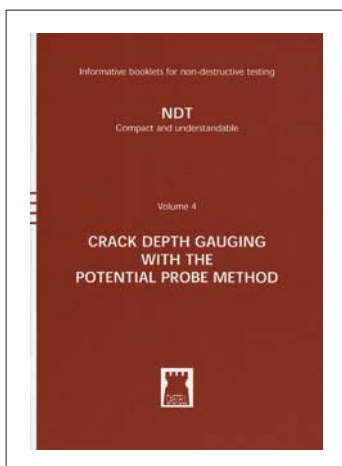 Informative booklets for non-destructive testing
NDT
Compact and understandable
Volume 4
CRACK DEPTH GAUGING
WITH THE
POTENTIAL PROBE METHOD
CASTELL